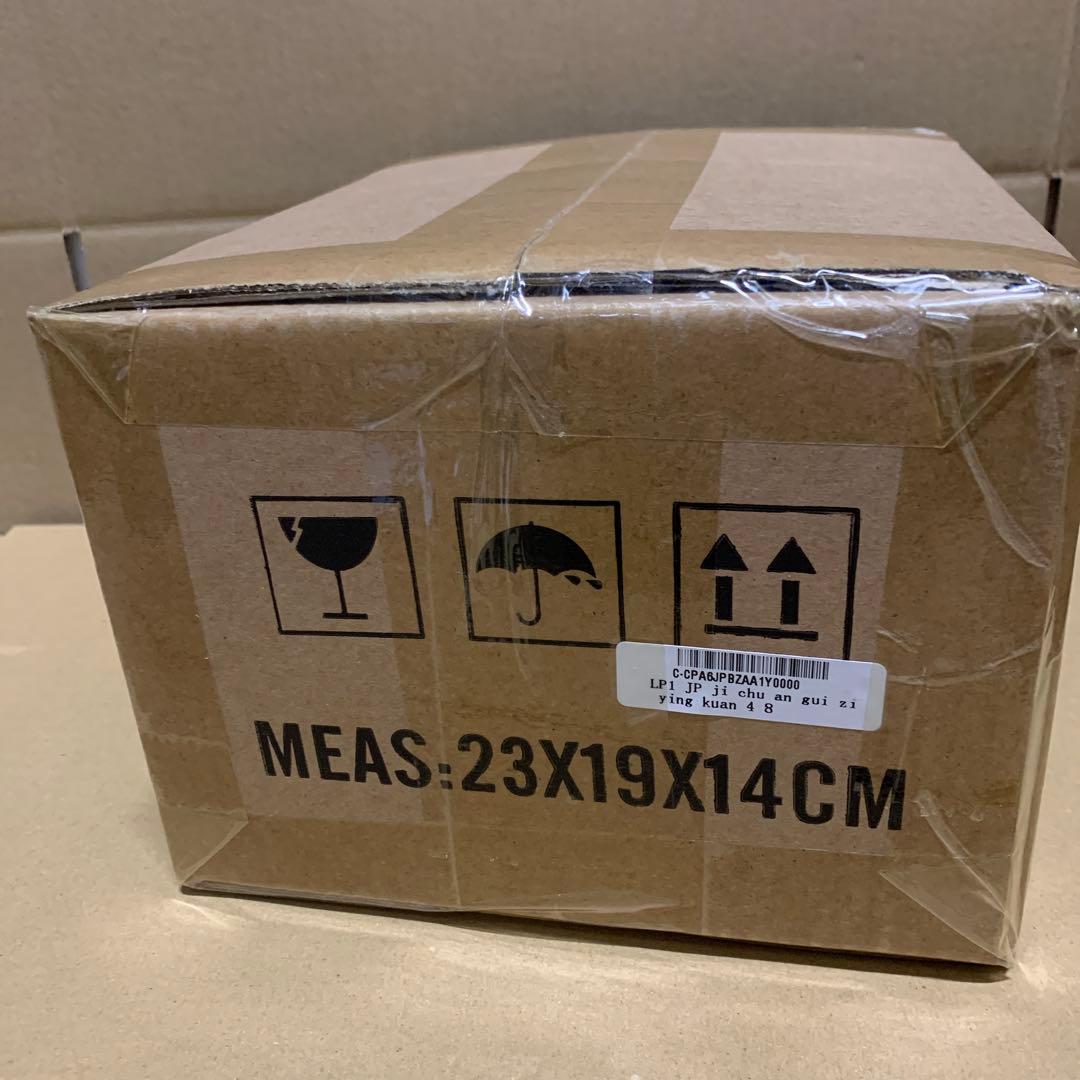 C-CPA6JPBZAA1Y0000
LP1 JP ji chu an gui zi
ying kuan 4 8
MEAS:23X19X14CM